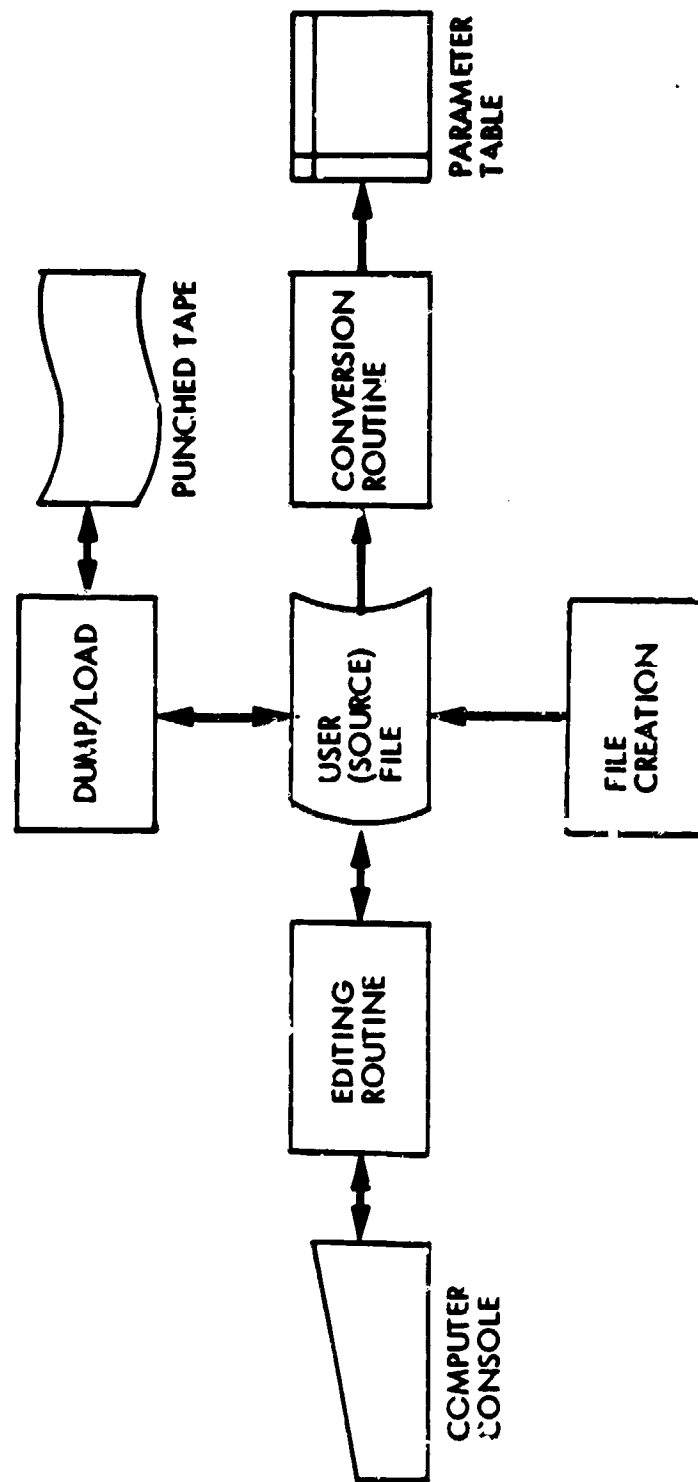 DUMP/LOAD
PUNCHED TAPE
COMPUTER
CONSOLE
EDITING
ROUTINE
USER
(SOURCE)
FILE
CONVERSION
ROUTINE
PARAMETER
TABLE
FILE
CREATION